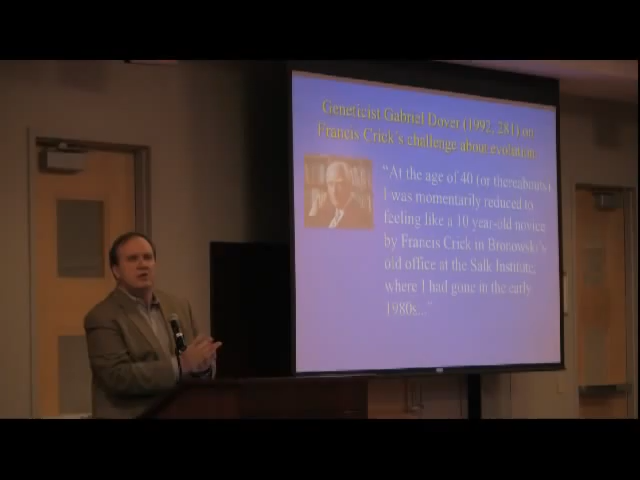 Geneticist Gabriel Dover (1992, 281) on
Francis Crick's challenge about evolution:
“At the age of 40 (or thereabouts)
I was momentarily reduced to
feeling like a 10 year-old novice
by Francis Crick in Bronowski's
old office at the Salk Institute,
where I had gone in the early
1980s...”